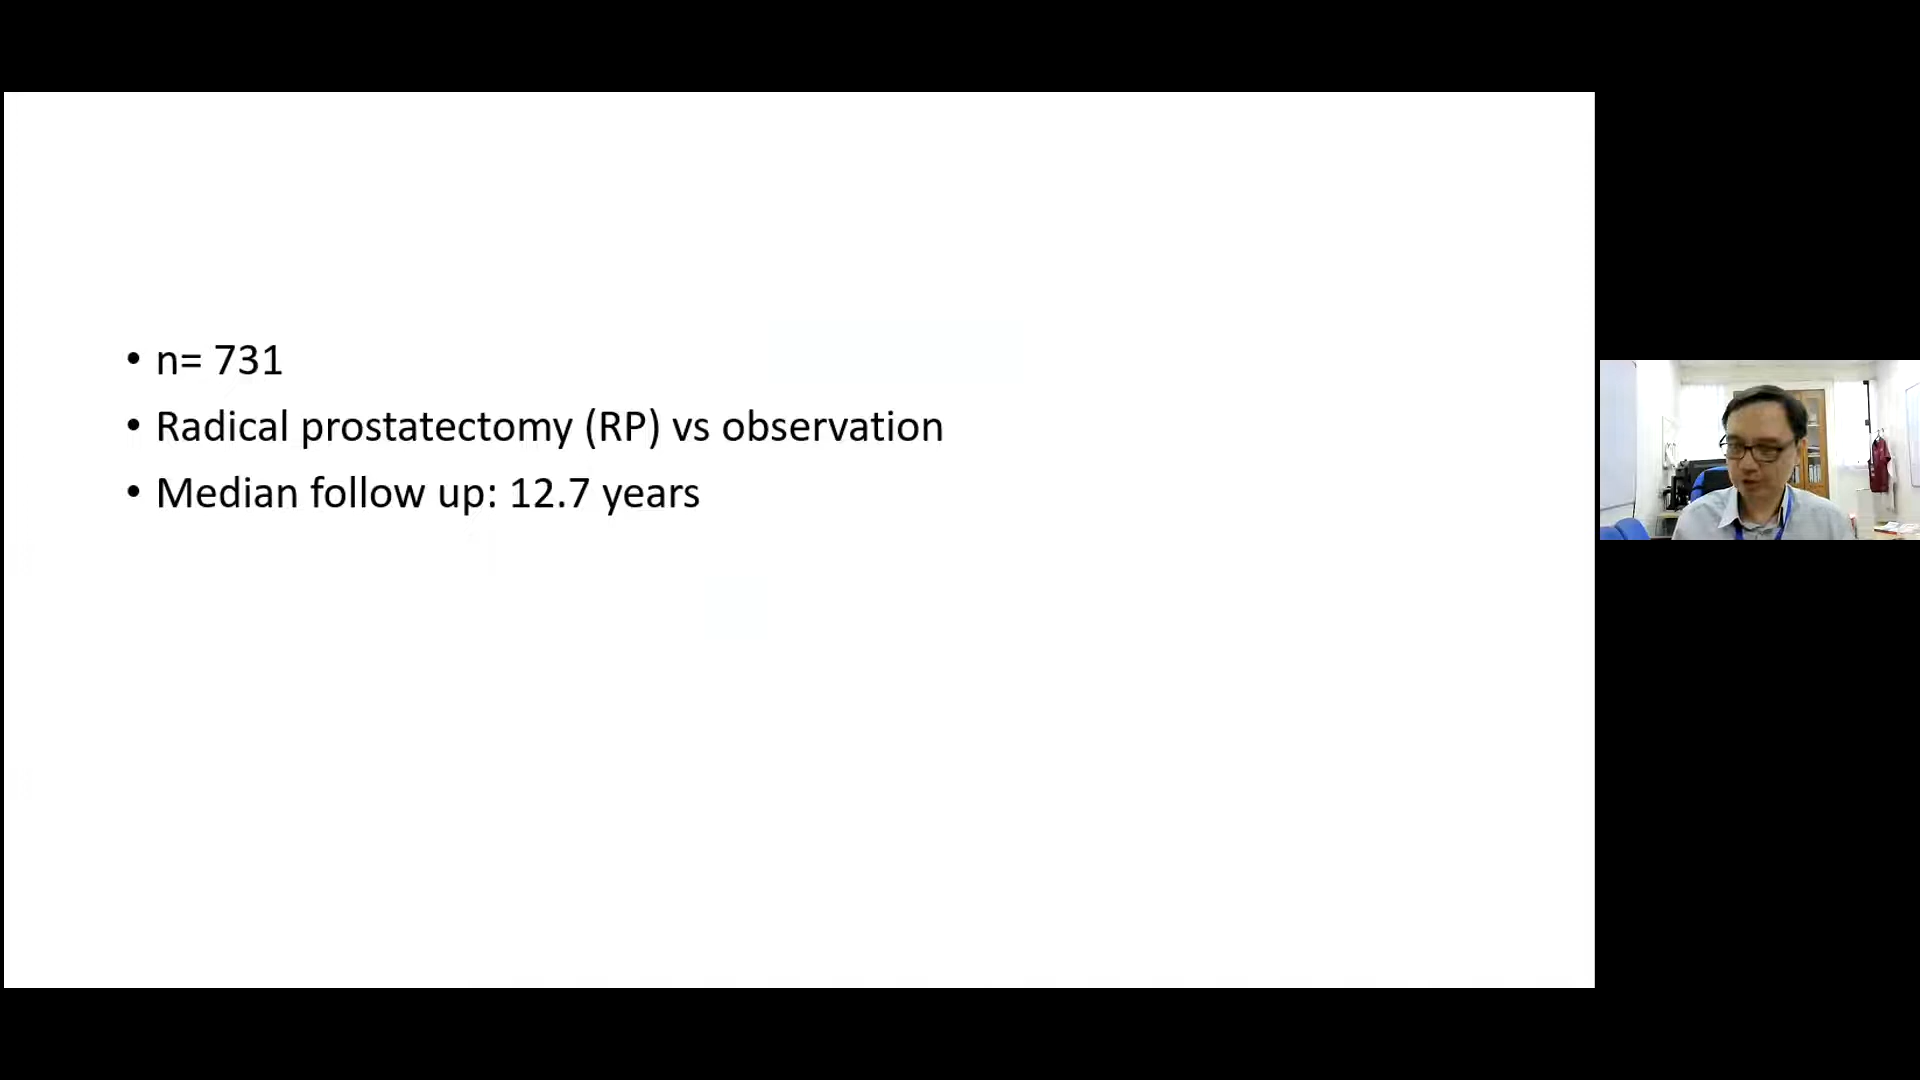 • n= 731
• Radical prostatectomy (RP) vs observation
• Median follow up: 12.7 years